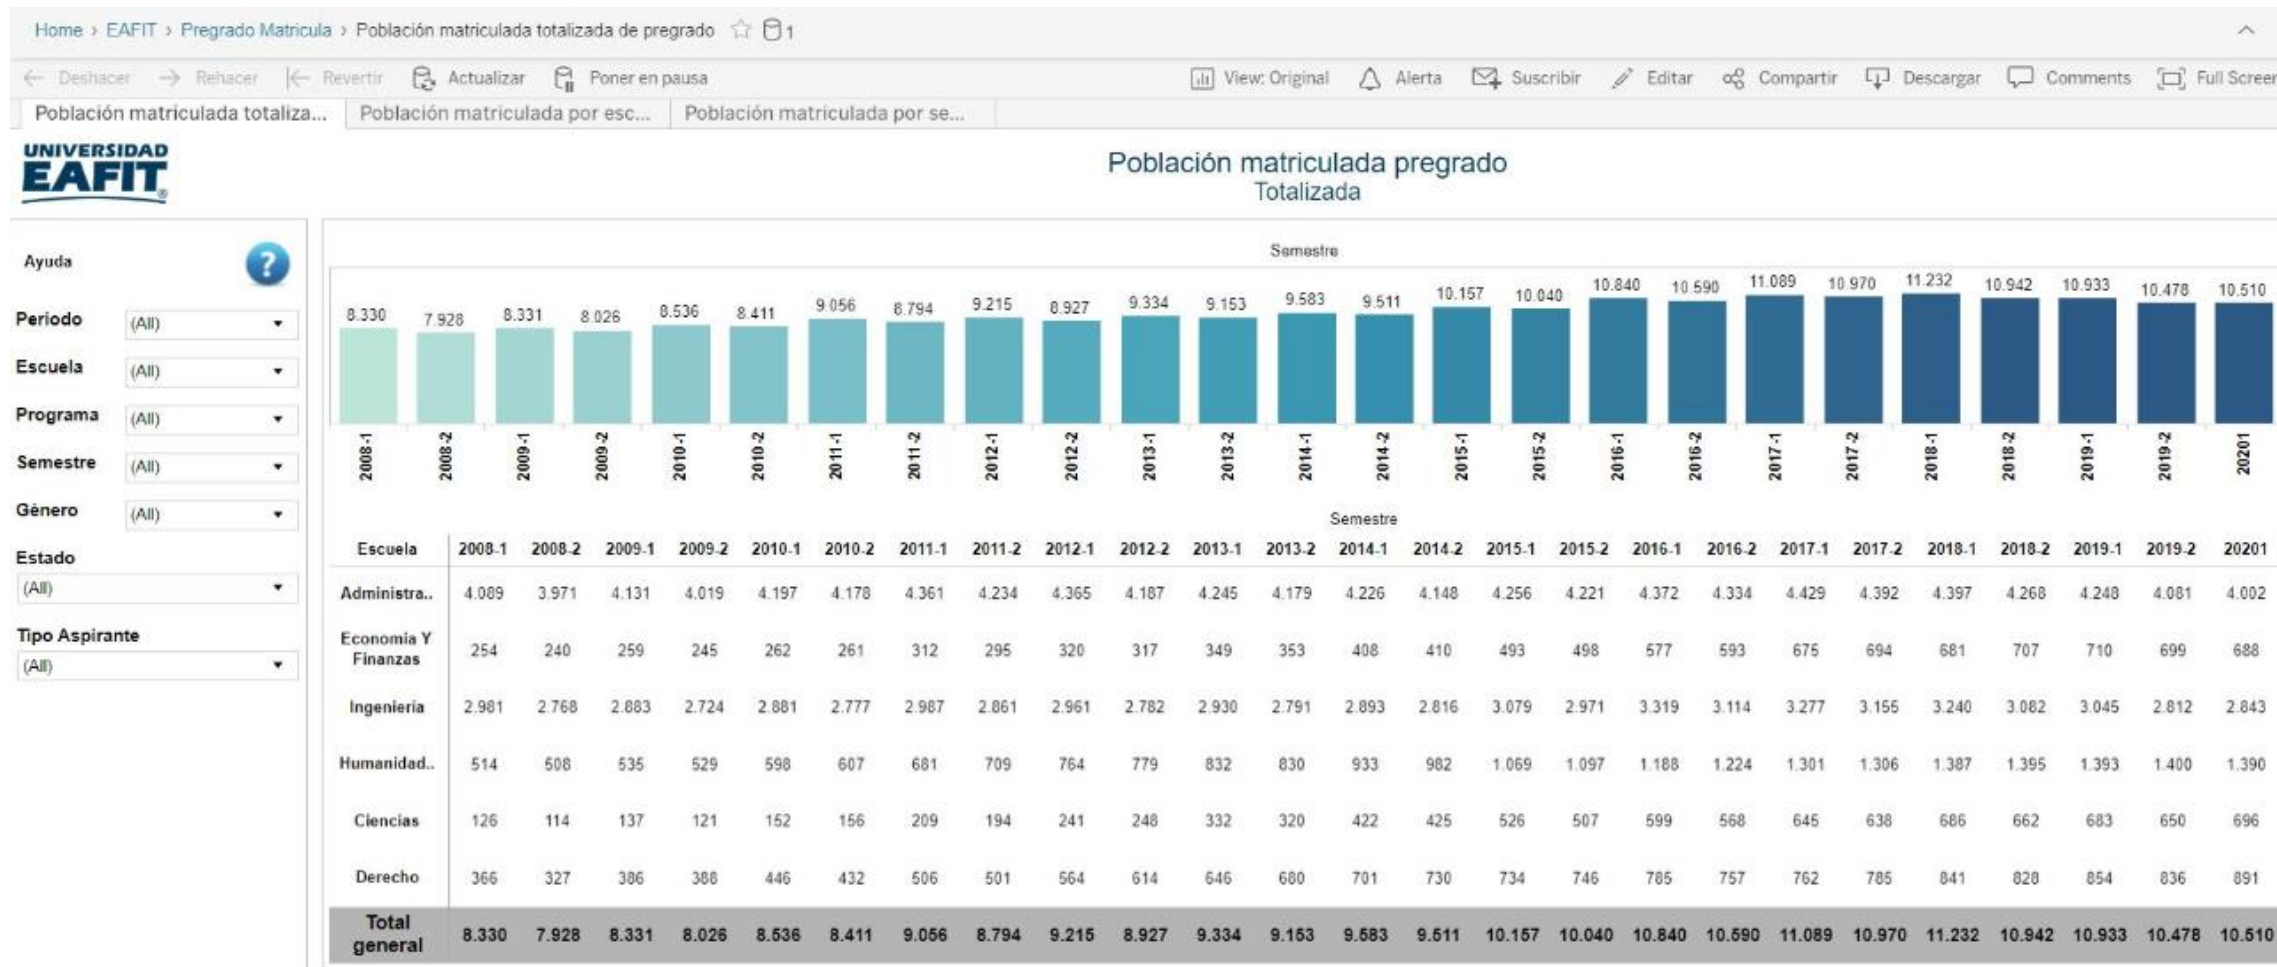 Home › EAFIT › Pregrado Matricula › Población matriculada totalizada de pregrado 1
Deshacer Rehacer Revertir Actualizar Poner en pausa View: Original Alerta Suscribir Editar Compartir Descargar Comments Full Screen
Población matriculada totaliza... Población matriculada por esc... Población matriculada por se...
UNIVERSIDAD
EAFIT®
Población matriculada pregrado
Totalizada
Ayuda ?
Periodo (All)
Escuela (All)
Programa (All)
Semestre (All)
Género (All)
Estado
(All)
Tipo Aspirante
(All)
Semestre
8.330 7.928 8.331 8.026 8.536 8.411 9.056 8.794 9.215 8.927 9.334 9.153 9.583 9.511 10.157 10.040 10.840 10.590 11.089 10.970 11.232 10.942 10.933 10.478 10.510
2008-1 2008-2 2009-1 2009-2 2010-1 2010-2 2011-1 2011-2 2012-1 2012-2 2013-1 2013-2 2014-1 2014-2 2015-1 2015-2 2016-1 2016-2 2017-1 2017-2 2018-1 2018-2 2019-1 2019-2 20201
Semestre
Escuela 2008-1 2008-2 2009-1 2009-2 2010-1 2010-2 2011-1 2011-2 2012-1 2012-2 2013-1 2013-2 2014-1 2014-2 2015-1 2015-2 2016-1 2016-2 2017-1 2017-2 2018-1 2018-2 2019-1 2019-2 20201
Administra.. 4.089 3.971 4.131 4.019 4.197 4.178 4.361 4.234 4.365 4.187 4.245 4.179 4.226 4.148 4.256 4.221 4.372 4.334 4.429 4.392 4.397 4.268 4.248 4.081 4.002
Economia Y
Finanzas 254 240 259 245 262 261 312 295 320 317 349 353 408 410 493 498 577 593 675 694 681 707 710 699 688
Ingenieria 2.981 2.768 2.883 2.724 2.881 2.777 2.987 2.861 2.961 2.782 2.930 2.791 2.893 2.816 3.079 2.971 3.319 3.114 3.277 3.155 3.240 3.082 3.045 2.812 2.843
Humanidad.. 514 508 535 529 598 607 681 709 764 779 832 830 933 982 1.069 1.097 1.188 1.224 1.301 1.306 1.387 1.395 1.393 1.400 1.390
Ciencias 126 114 137 121 152 156 209 194 241 248 332 320 422 425 526 507 599 568 645 638 686 662 683 650 696
Derecho 366 327 386 388 446 432 506 501 564 614 646 680 701 730 734 746 785 757 762 785 841 828 854 836 891
Total
general 8.330 7.928 8.331 8.026 8.536 8.411 9.056 8.794 9.215 8.927 9.334 9.153 9.583 9.511 10.157 10.040 10.840 10.590 11.089 10.970 11.232 10.942 10.933 10.478 10.510